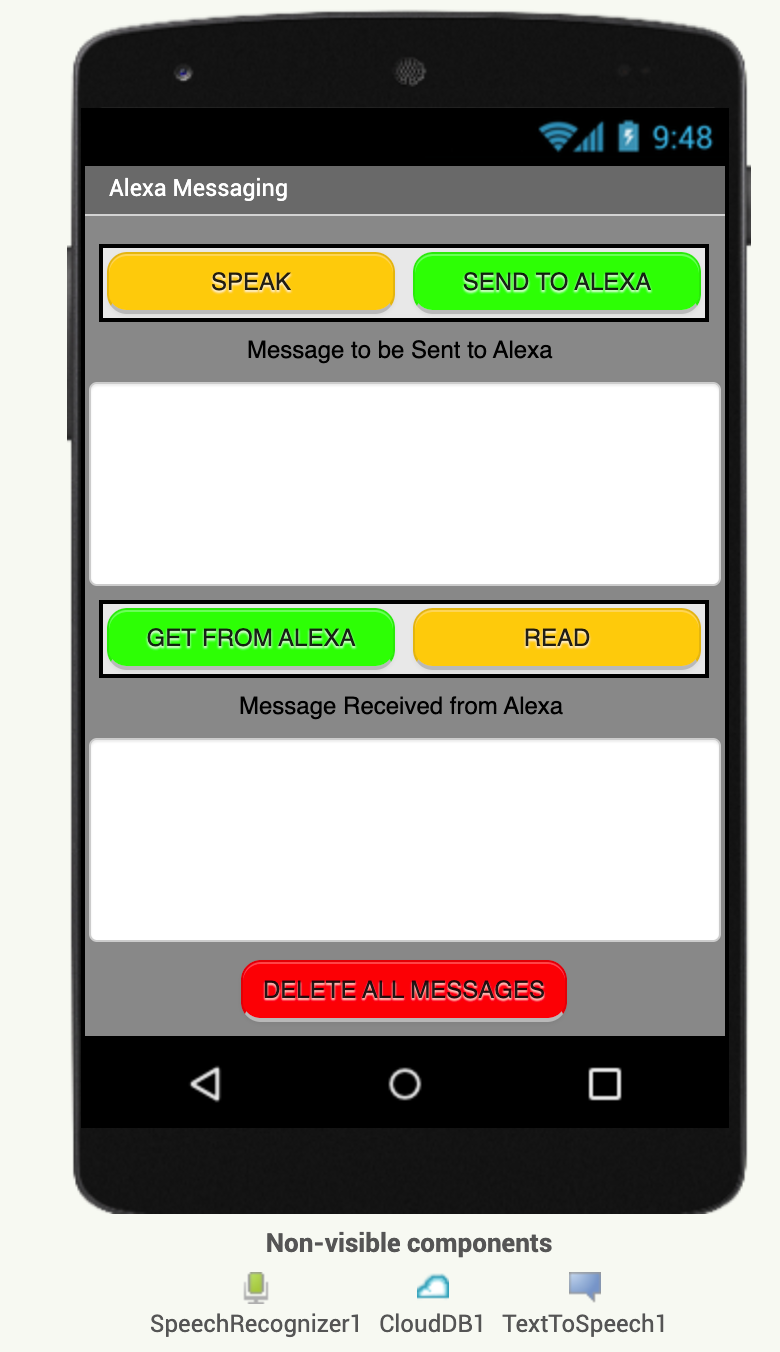 9:48
Alexa Messaging
SPEAK SEND TO ALEXA
Message to be Sent to Alexa
GET FROM ALEXA READ
Message Received from Alexa
DELETE ALL MESSAGES
Non-visible components
SpeechRecognizer1 CloudDB1 TextToSpeech1